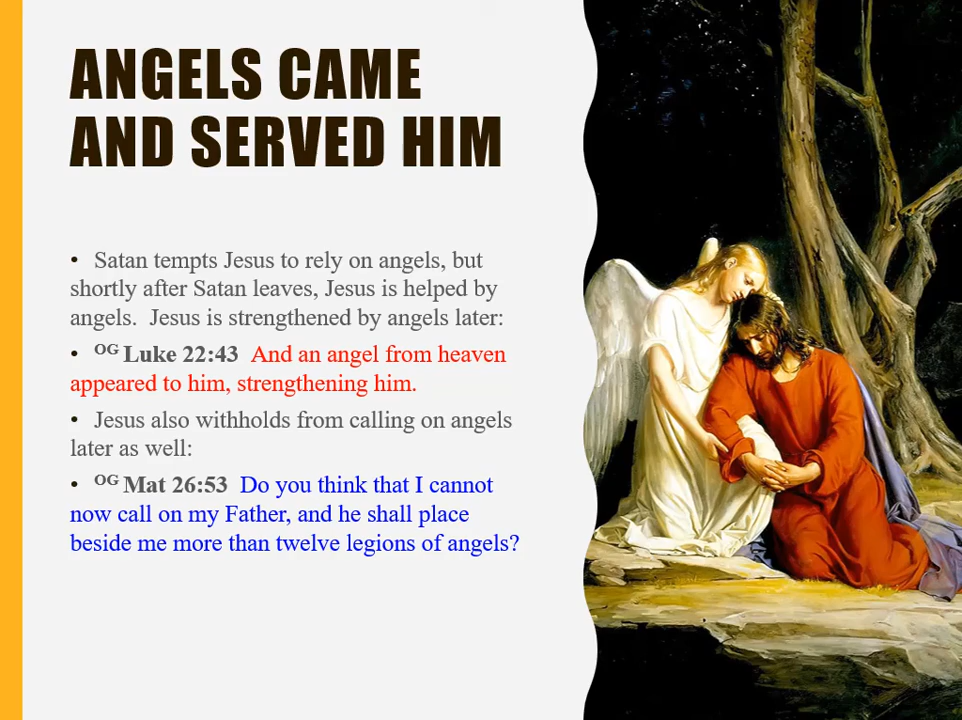 ANGELS CAME
AND SERVED HIM
• Satan tempts Jesus to rely on angels, but
shortly after Satan leaves, Jesus is helped by
angels. Jesus is strengthened by angels later:
• OG Luke 22:43 And an angel from heaven
appeared to him, strengthening him.
• Jesus also withholds from calling on angels
later as well:
• OG Mat 26:53 Do you think that I cannot
now call on my Father, and he shall place
beside me more than twelve legions of angels?